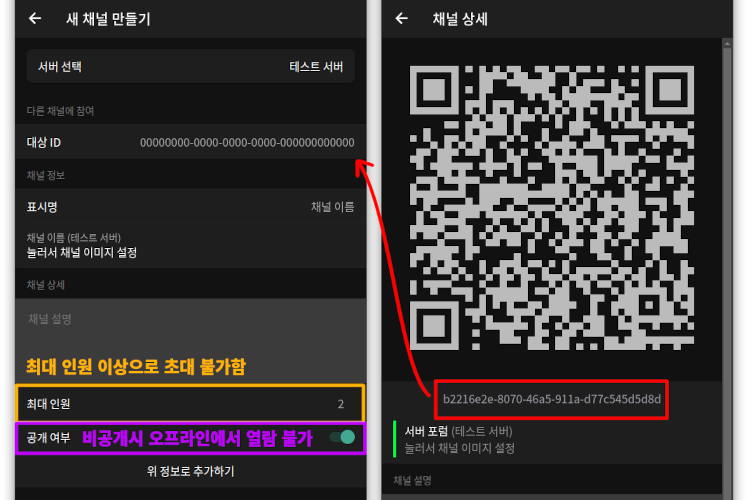 새 채널 만들기
서버 선택
테스트 서버
다른 채널에 참여
대상 ID
00000000-0000-0000-0000-000000000000
채널 정보
표시명
채널 이름
채널 이름 (테스트 서버)
눌러서 채널 이미지 설정
채널 상세
채널 설명
최대 인원 이상으로 초대 불가함
최대 인원
2
공개 여부
비공개시 오프라인에서 열람 불가
위 정보로 추가하기
채널 상세
b2216e2e-8070-46a5-911a-d77c545d5d8d
서버 포럼 (테스트 서버)
눌러서 채널 이미지 설정
채널 설명